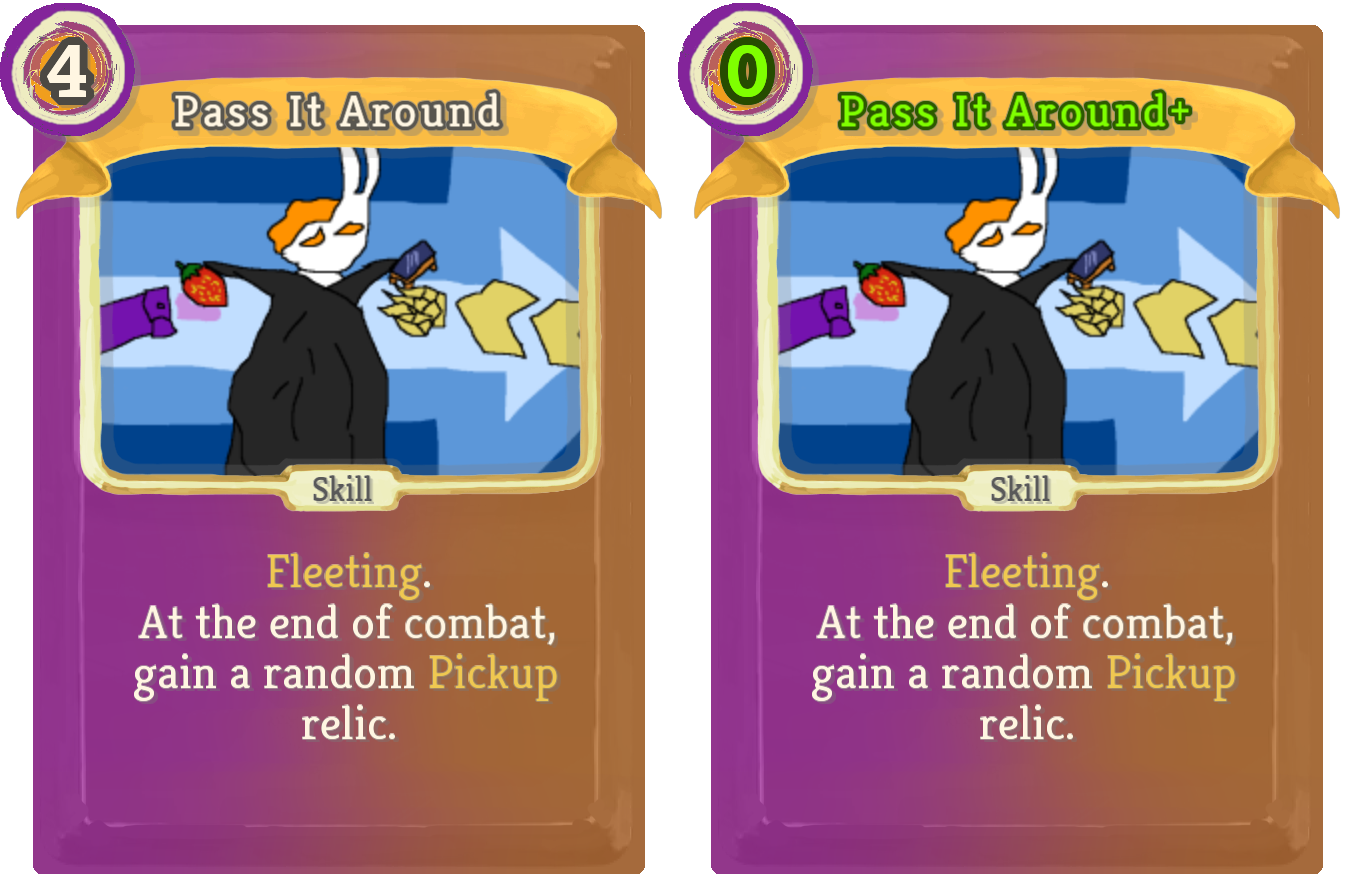 4
Pass It Around
Skill
Fleeting.
At the end of combat,
gain a random Pickup
relic.
0
Pass It Around+
Skill
Fleeting.
At the end of combat,
gain a random Pickup
relic.